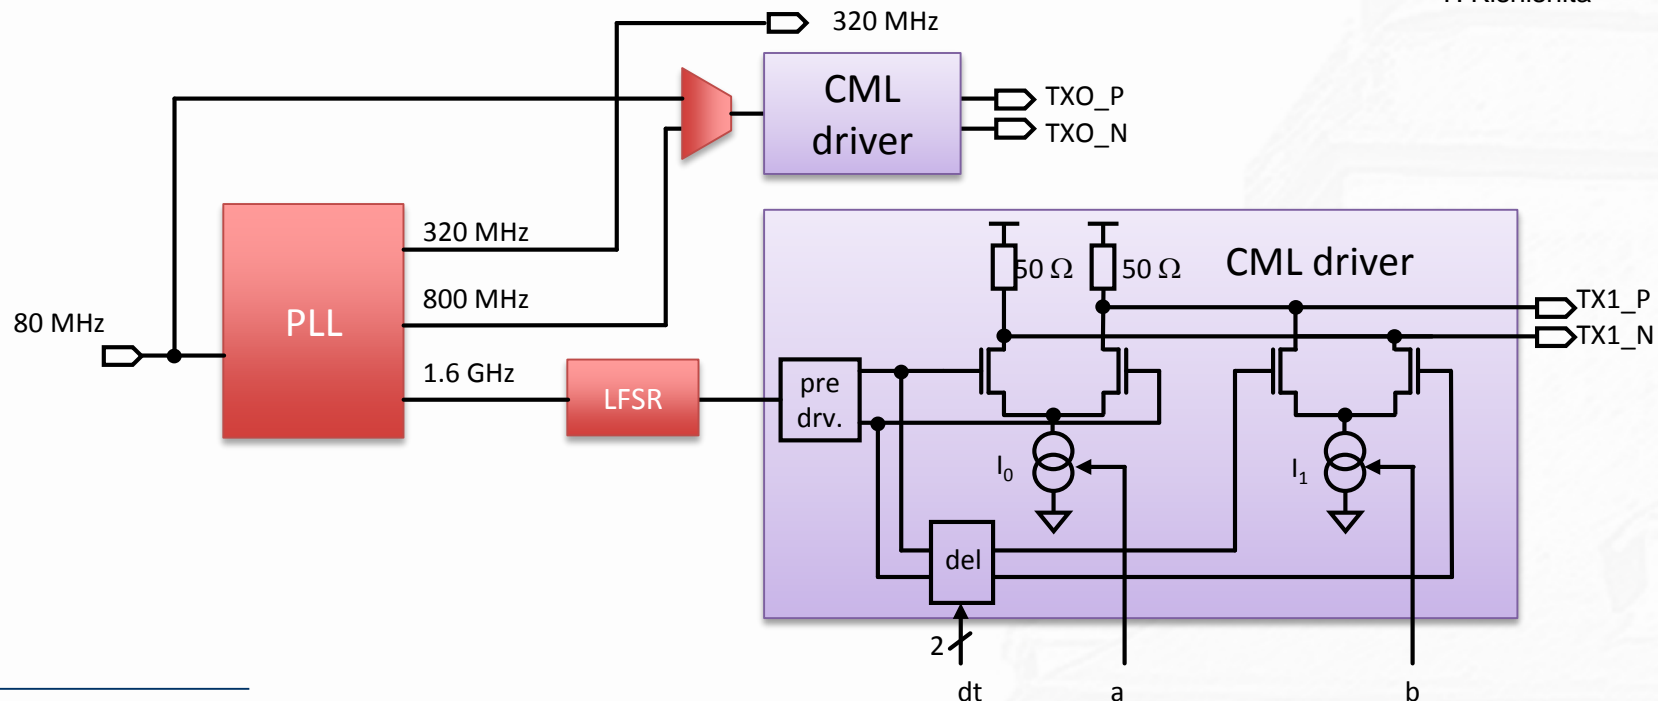 320 MHz
CML
driver
TXO_P
TXO_N
320 MHz
800 MHz
1.6 GHz
80 MHz
PLL
LFSR
CML driver
50 Ω
50 Ω
TX1_P
TX1_N
pre
drv.
I0
I1
del
2
dt
a
b